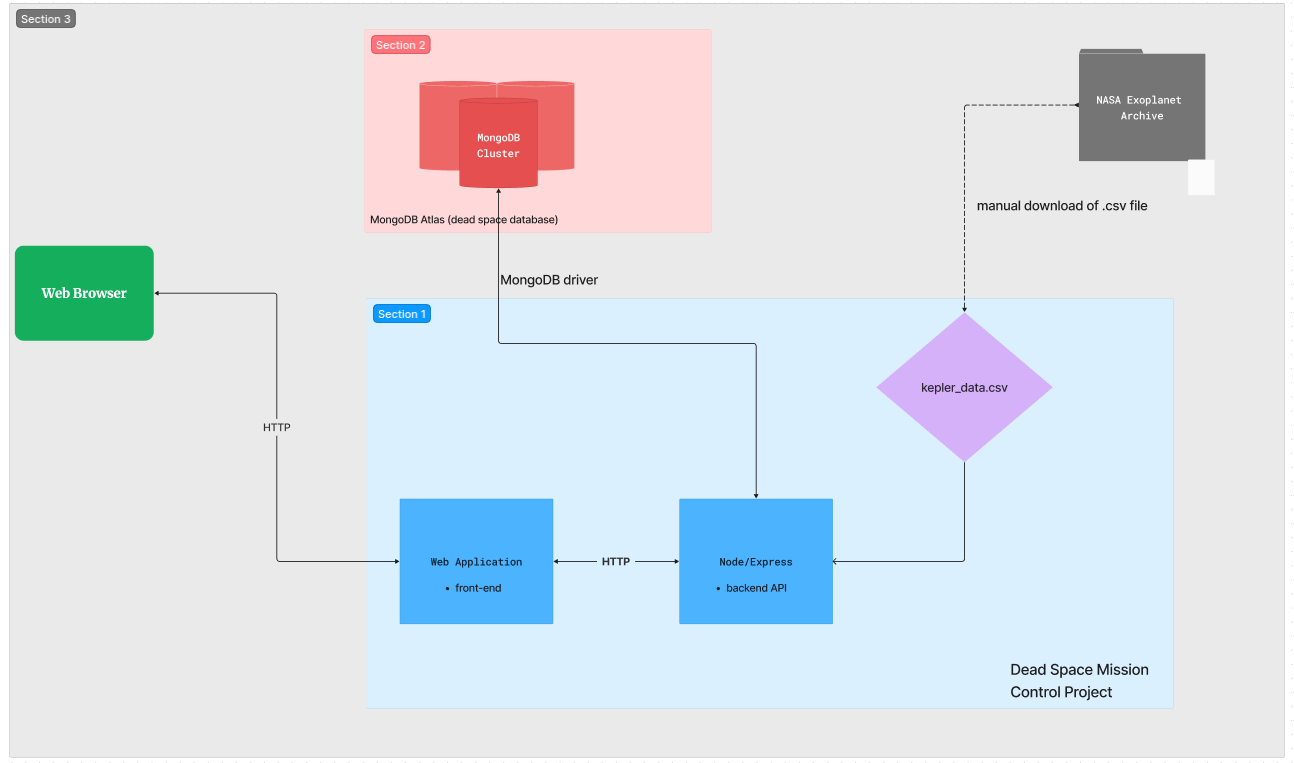 Section 3
Section 2
MongoDB
Cluster
MongoDB Atlas (dead space database)
NASA Exoplanet
Archive
manual download of .csv file
Web Browser
MongoDB driver
Section 1
kepler_data.csv
HTTP
Web Application
• front-end
HTTP
Node/Express
• backend API
Dead Space Mission
Control Project